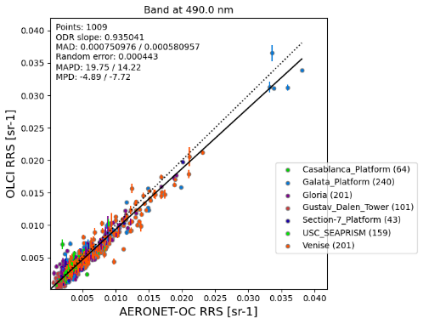 Band at 490.0 nm
Points: 1009
ODR slope: 0.935041
MAD: 0.000750976 / 0.000580957
Random error: 0.000443
MAPD: 19.75 / 14.22
MPD: -4.89 / -7.72
0.040
0.035
0.030
0.025
0.020
0.015
0.010
0.005
OLCI RRS [sr-1]
Casablanca_Platform (64)
Galata_Platform (240)
Gloria (201)
Gustav_Dalen_Tower (101)
Section-7_Platform (43)
USC_SEAPRISM (159)
Venise (201)
0.005 0.010 0.015 0.020 0.025 0.030 0.035 0.040
AERONET-OC RRS [sr-1]